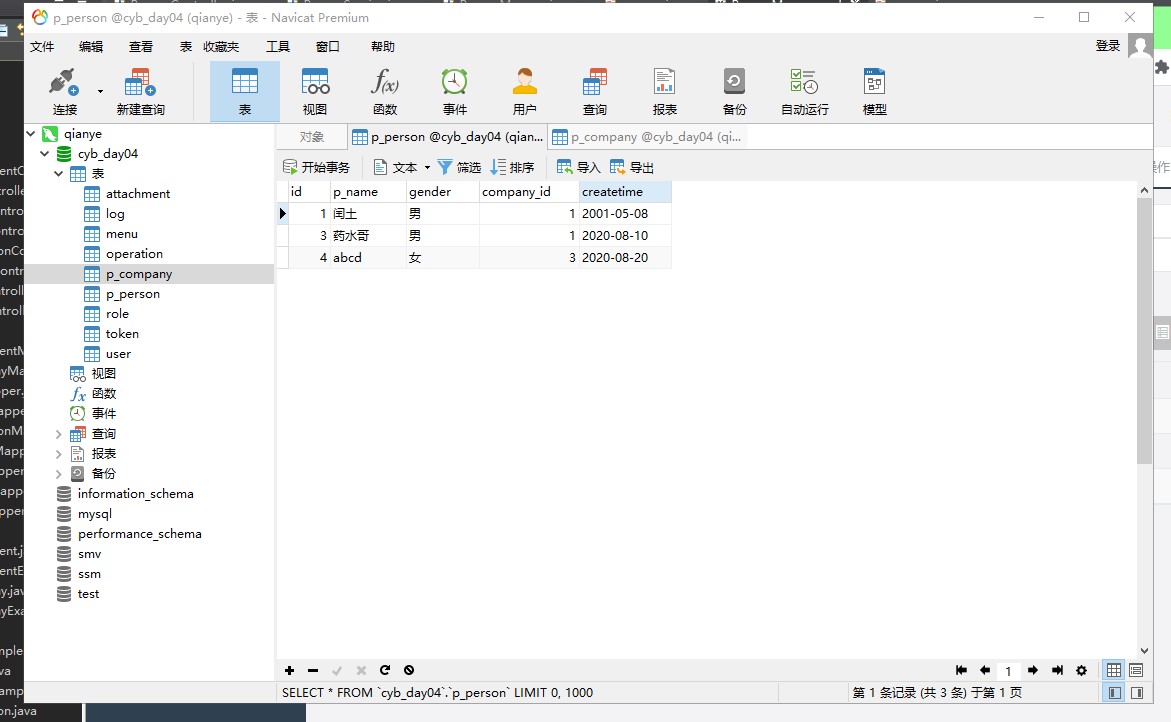 p_person @cyb_day04 (qianye) - 表 - Navicat Premium
文件 编辑 查看 表 收藏夹 工具 窗口 帮助 登录
连接 新建查询 表 视图 函数 事件 用户 查询 报表 备份 自动运行 模型
qianye
cyb_day04
表
attachment
log
menu
operation
p_company
p_person
role
token
user
视图
函数
事件
查询
报表
备份
information_schema
mysql
performance_schema
smv
ssm
test
对象 p_person @cyb_day04 (qian... p_company @cyb_day04 (qi...
开始事务 文本 筛选 排序 导入 导出
id p_name gender company_id createtime
1 闰土 男 1 2001-05-08
3 药水哥 男 1 2020-08-10
4 abcd 女 3 2020-08-20
1
SELECT * FROM `cyb_day04`.`p_person` LIMIT 0, 1000 第 1 条记录 (共 3 条) 于第 1 页